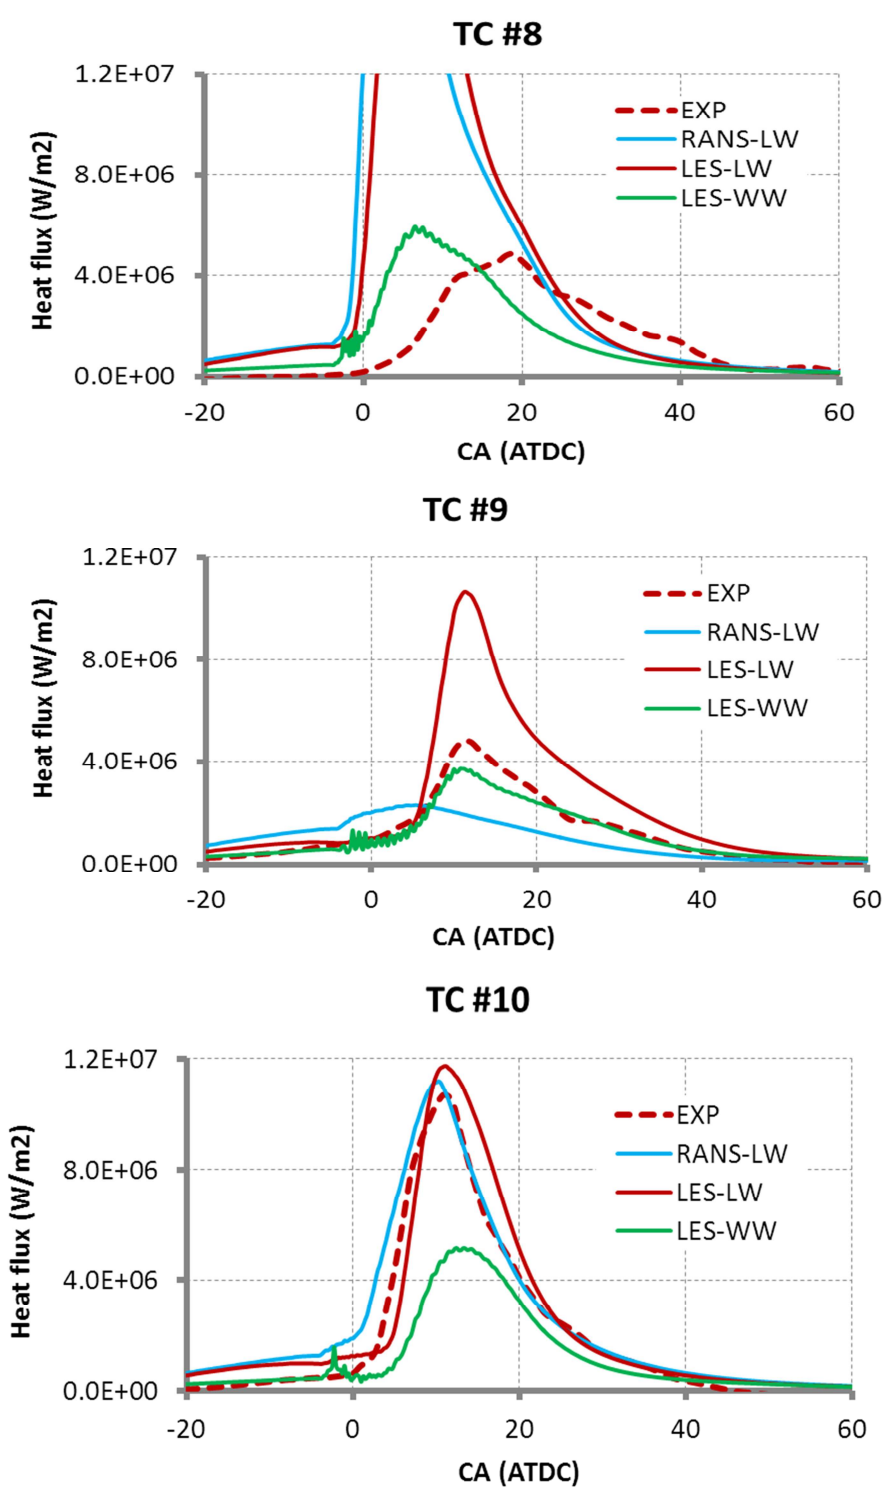 TC #8
1.2E+07
8.0E+06
4.0E+06
0.0E+00
Heat flux (W/m2)
EXP
RANS-LW
LES-LW
LES-WW
-20 0 20 40 60
CA (ATDC)
TC #9
1.2E+07
8.0E+06
4.0E+06
0.0E+00
Heat flux (W/m2)
EXP
RANS-LW
LES-LW
LES-WW
-20 0 20 40 60
CA (ATDC)
TC #10
1.2E+07
8.0E+06
4.0E+06
0.0E+00
Heat flux (W/m2)
EXP
RANS-LW
LES-LW
LES-WW
-20 0 20 40 60
CA (ATDC)